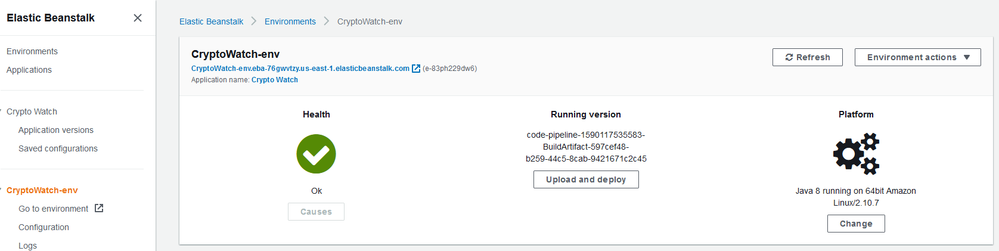 Elastic Beanstalk
Environments
Applications
Crypto Watch
Application versions
Saved configurations
CryptoWatch-env
Go to environment
Configuration
Logs
Elastic Beanstalk > Environments > CryptoWatch-env
CryptoWatch-env
CryptoWatch-env.eba-76gwvtzy.us-east-1.elasticbeanstalk.com (e-83ph229dw6)
Application name: Crypto Watch
Refresh
Environment actions
Health
Ok
Causes
Running version
code-pipeline-1590117535583-
BuildArtifact-597cef48-
b259-44c5-8cab-9421671c2c45
Upload and deploy
Platform
Java 8 running on 64bit Amazon
Linux/2.10.7
Change